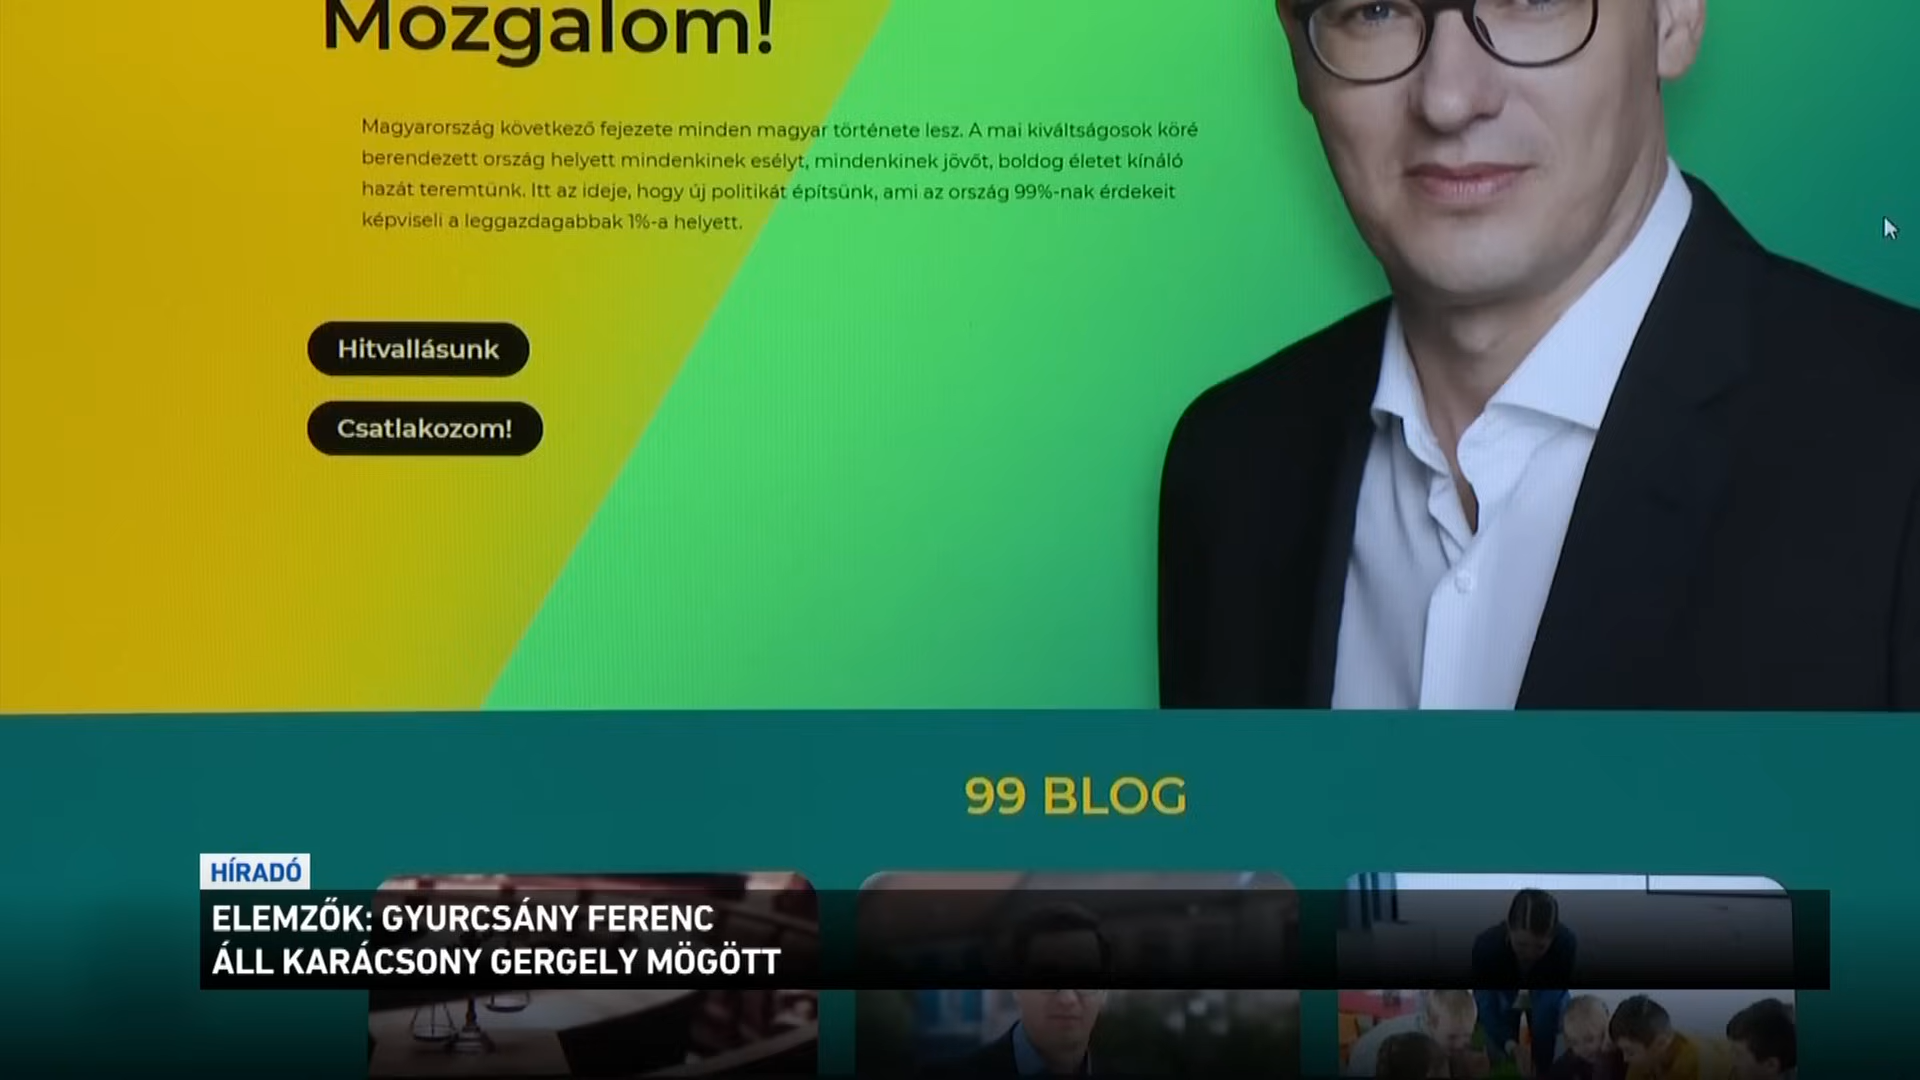 Mozgalom!
Magyarország következő fejezete minden magyar története lesz. A mai kiváltságosok köré
berendezett ország helyett mindenkinek esélyt, mindenkinek jövőt, boldog életet kínáló
hazát teremtünk. Itt az ideje, hogy új politikát építsünk, ami az ország 99%-nak érdekeit
képviseli a leggazdagabbak 1%-a helyett.
Hitvallásunk
Csatlakozom!
99 BLOG
HÍRADÓ
ELEMZŐK: GYURCSÁNY FERENC
ÁLL KARÁCSONY GERGELY MÖGÖTT